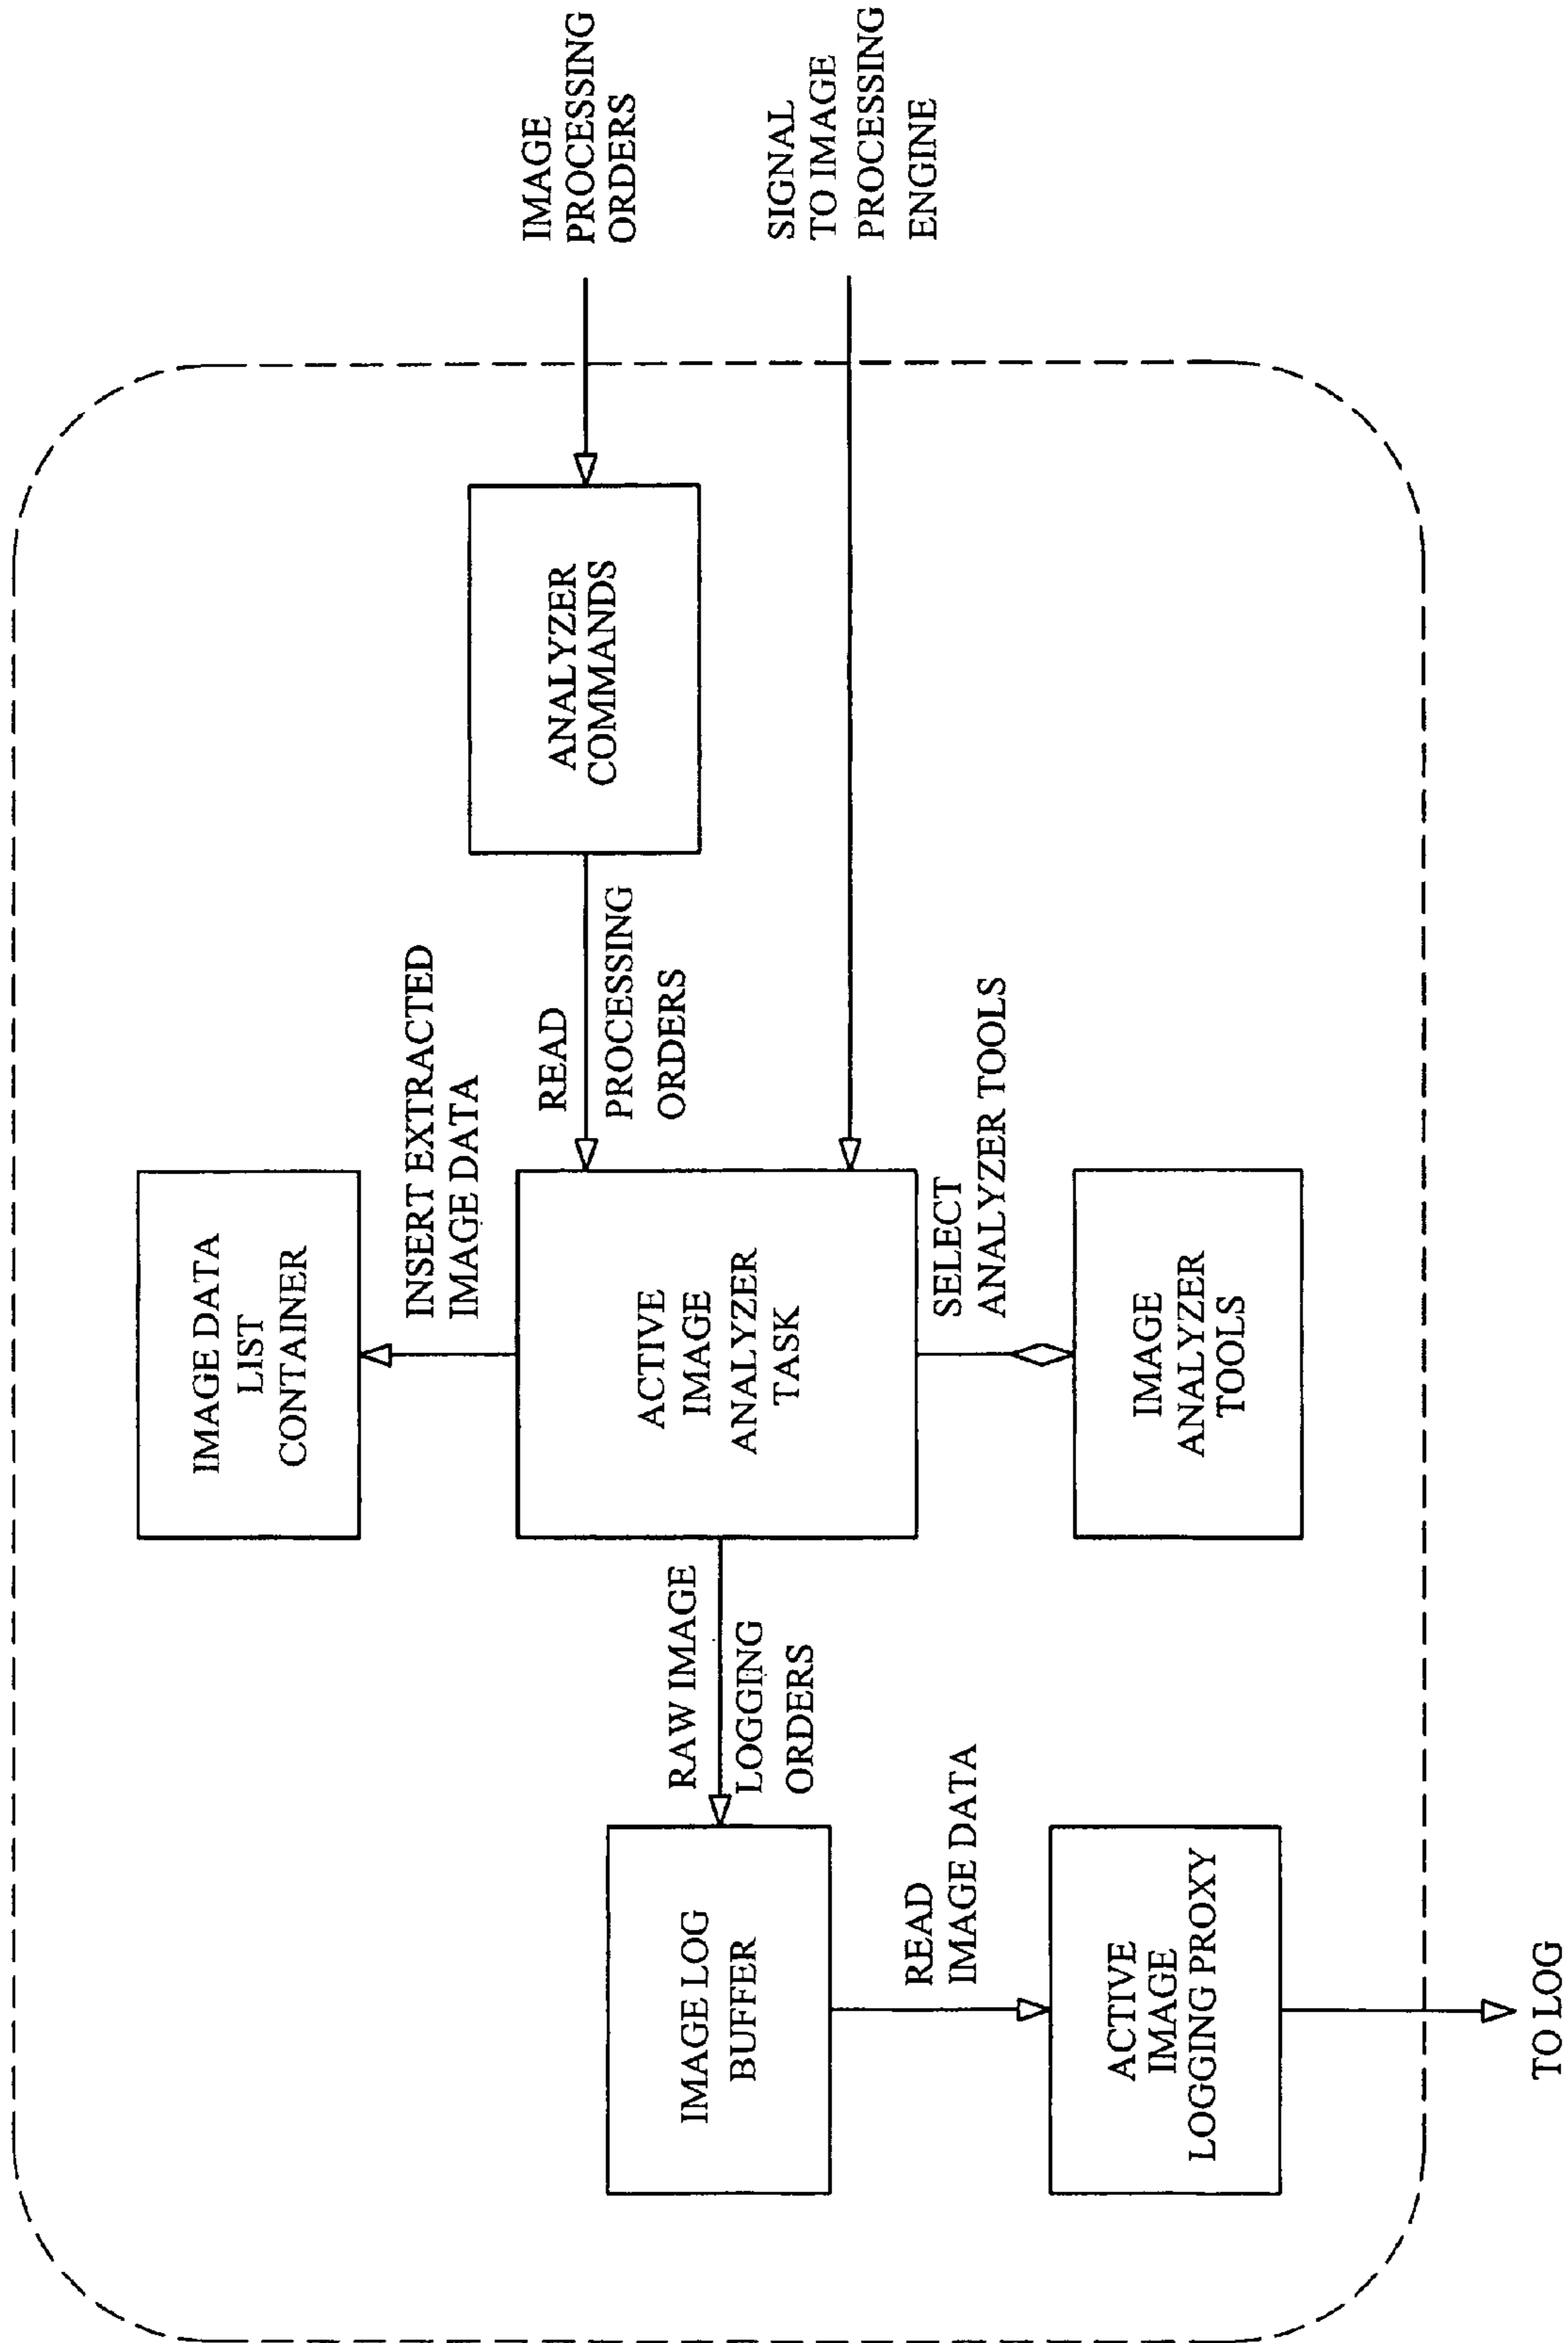 IMAGE DATA
LIST
CONTAINER
INSERT EXTRACTED
IMAGE DATA
IMAGE
PROCESSING
ORDERS
ANALYZER
COMMANDS
READ
PROCESSING
ORDERS
ACTIVE
IMAGE
ANALYZER
TASK
RAW IMAGE
LOGGING
ORDERS
IMAGE LOG
BUFFER
SIGNAL
TO IMAGE
PROCESSING
ENGINE
READ
IMAGE DATA
SELECT
ANALYZER TOOLS
ACTIVE
IMAGE
LOGGING PROXY
IMAGE
ANALYZER
TOOLS
TO LOG